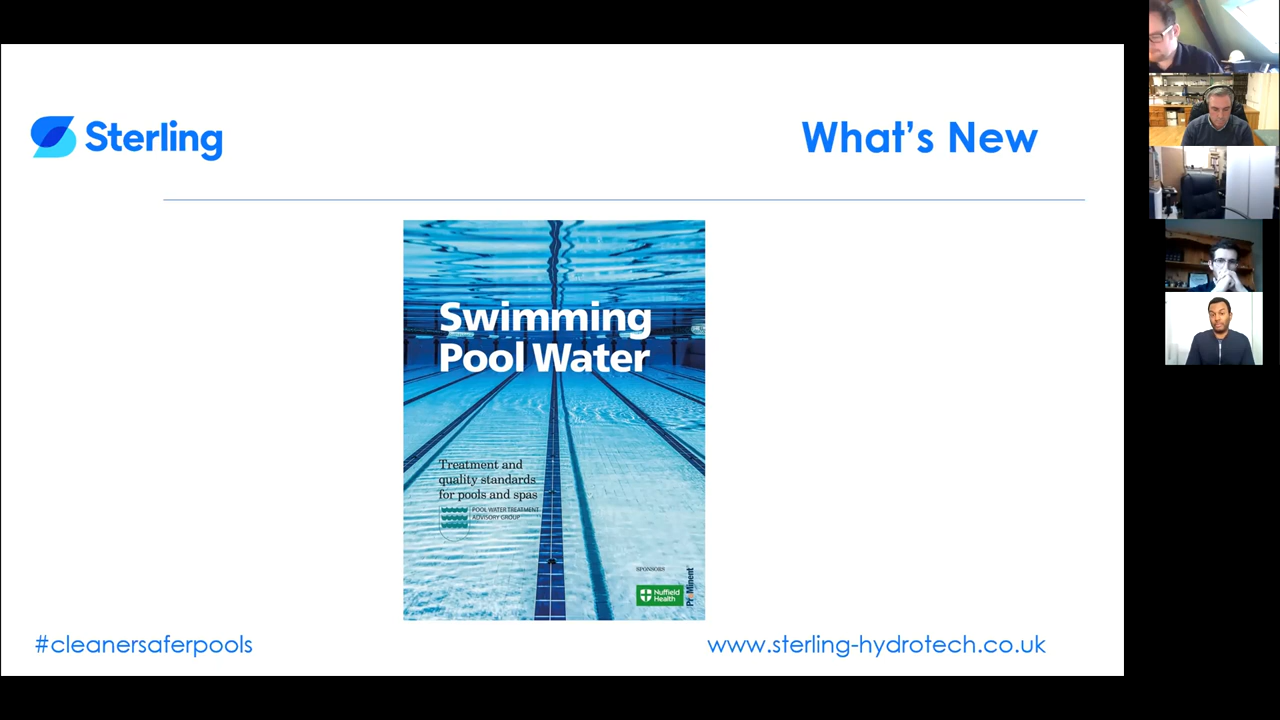 Sterling
What's New
Swimming
Pool Water
Treatment and
quality standards
for pools and spas
POOL WATER TREATMENT
ADVISORY GROUP
SPONSORS
Nuffield
Health
ProMinent
#cleanersaferpools
www.sterling-hydrotech.co.uk